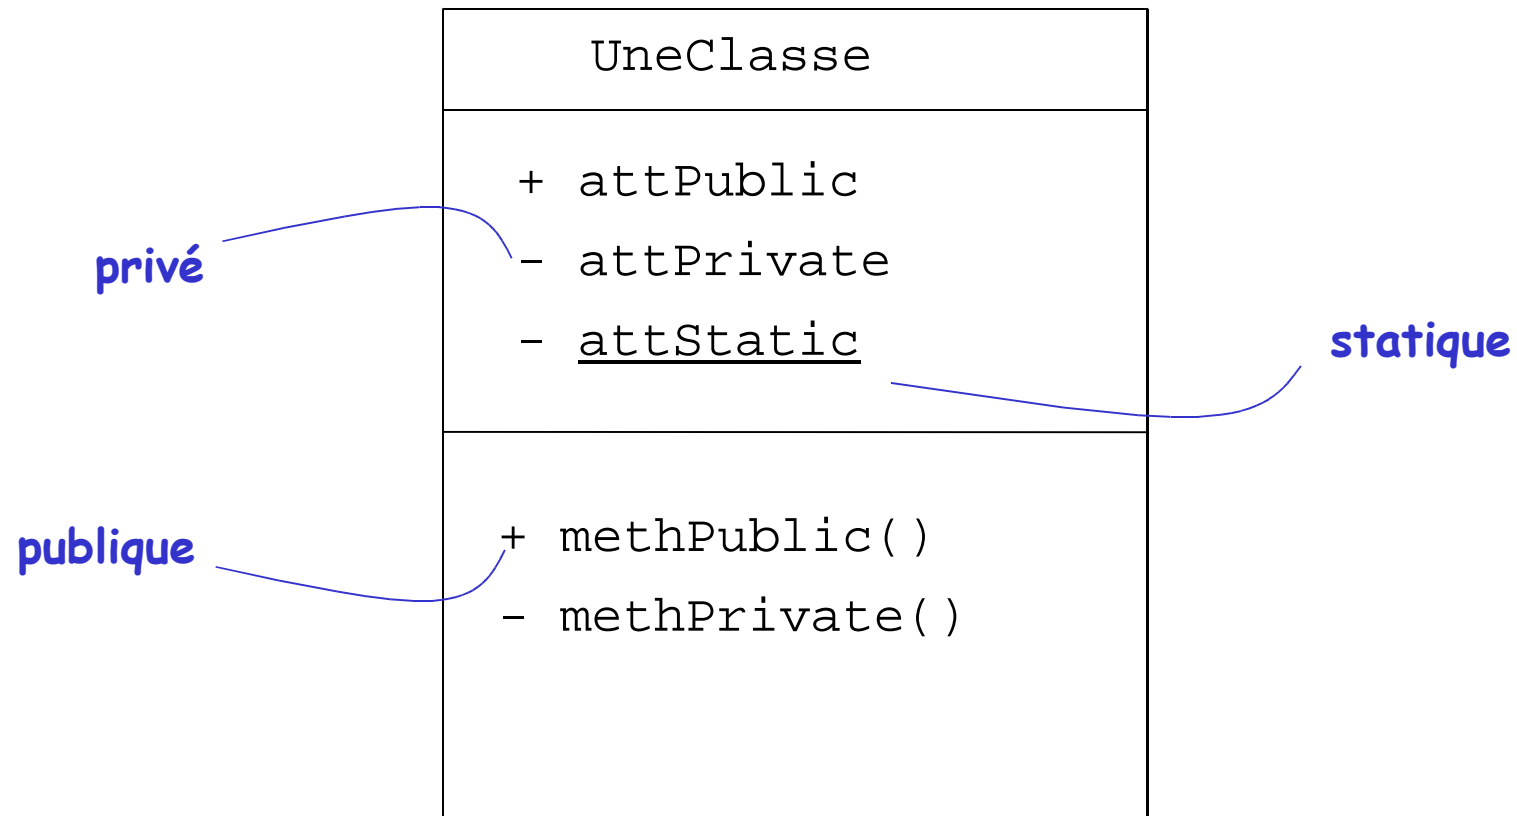 UneClasse
+ attPublic
privé
- attPrivate
- attStatic
statique
publique
+ methPublic()
- methPrivate()